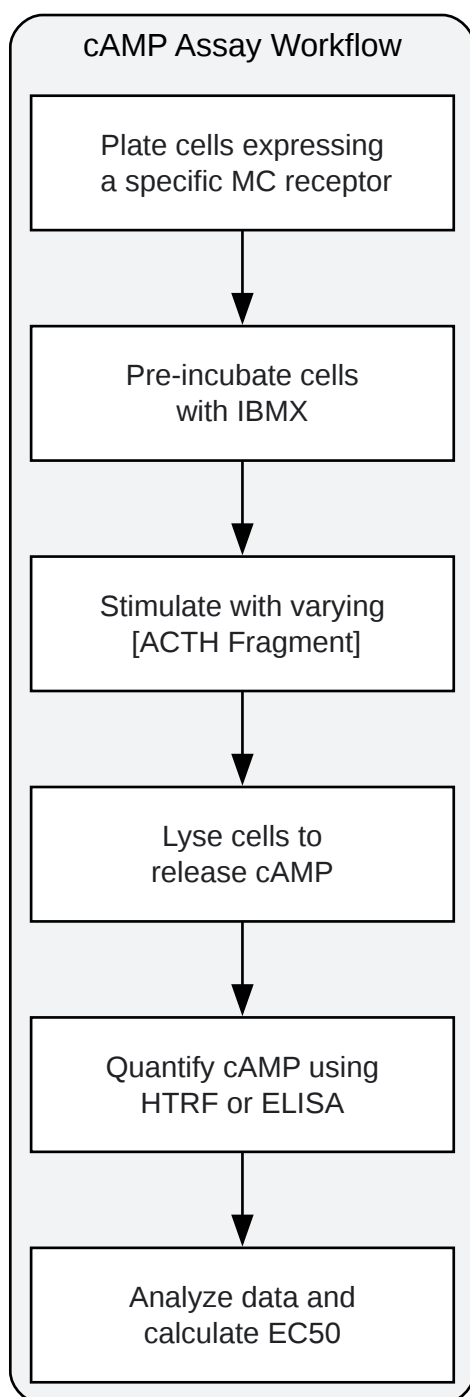 cAMP Assay Workflow
Plate cells expressing
a specific MC receptor
Pre-incubate cells
with IBMX
Stimulate with varying
[ACTH Fragment]
Lyse cells to
release cAMP
Quantify cAMP using
HTRF or ELISA
Analyze data and
calculate EC50